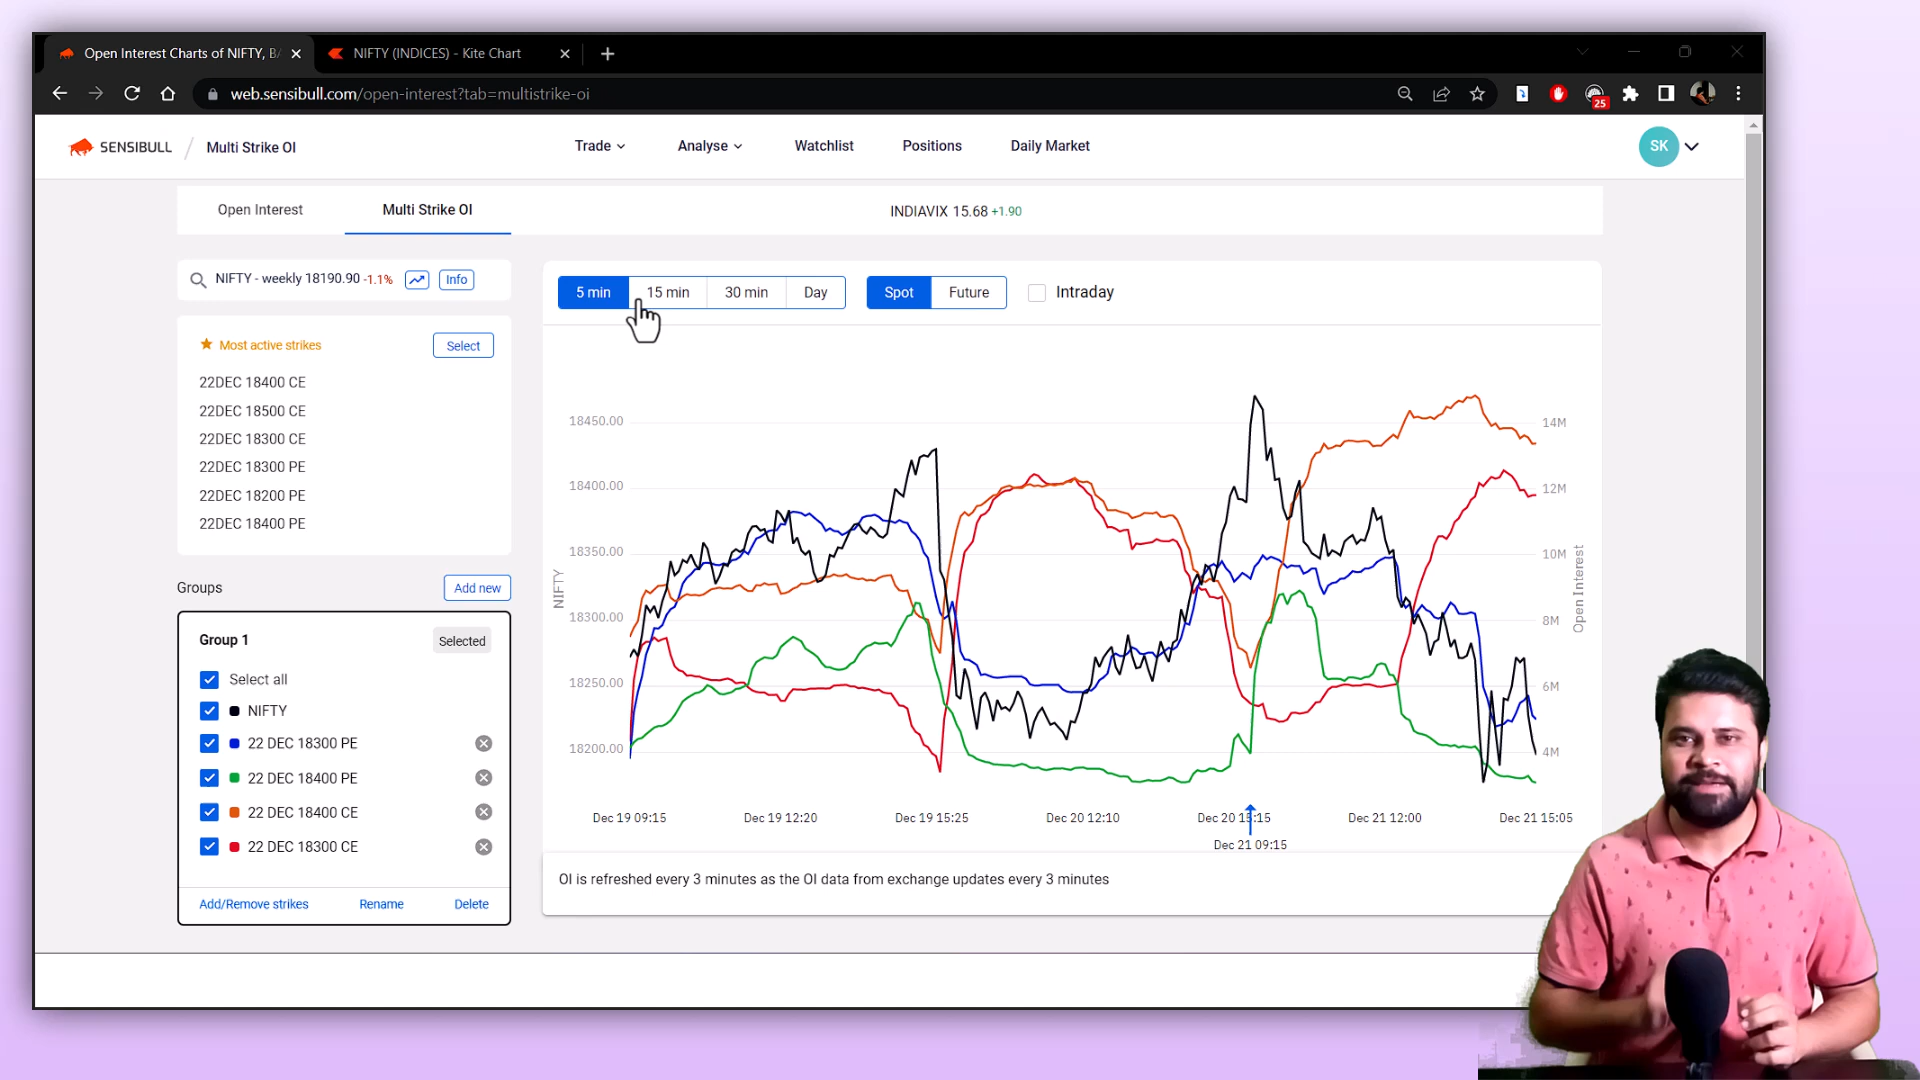 Open Interest Charts of NIFTY, B
NIFTY (INDICES) - Kite Chart
web.sensibull.com/open-interest?tab=multistrike-oi
25
SENSIBULL / Multi Strike OI
Trade
Analyse
Watchlist
Positions
Daily Market
SK
Open Interest
Multi Strike OI
INDIAVIX 15.68 +1.90
NIFTY - weekly 18190.90 -1.1%
Info
5 min
15 min
30 min
Day
Spot
Future
Intraday
Most active strikes
Select
22DEC 18400 CE
22DEC 18500 CE
22DEC 18300 CE
22DEC 18300 PE
22DEC 18200 PE
22DEC 18400 PE
Groups
Add new
Group 1
Selected
Select all
NIFTY
22 DEC 18300 PE
22 DEC 18400 PE
22 DEC 18400 CE
22 DEC 18300 CE
Add/Remove strikes
Rename
Delete
18450.00
18400.00
18350.00
18300.00
18250.00
18200.00
NIFTY
14M
12M
10M
8M
6M
4M
Open Interest
Dec 19 09:15
Dec 19 12:20
Dec 19 15:25
Dec 20 12:10
Dec 20 15:15
Dec 21 12:00
Dec 21 15:05
Dec 21 09:15
OI is refreshed every 3 minutes as the OI data from exchange updates every 3 minutes